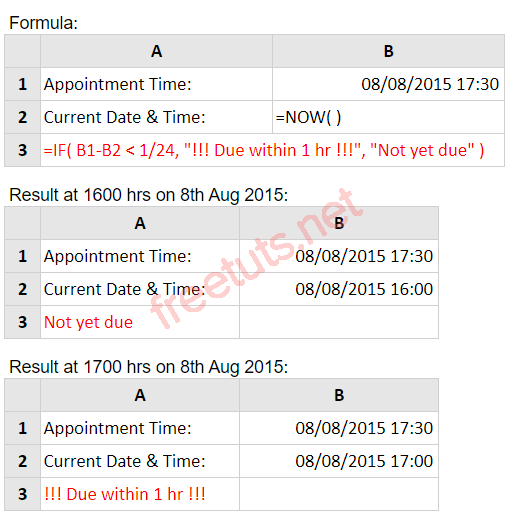 Formula:
A B
1 Appointment Time: 08/08/2015 17:30
2 Current Date & Time: =NOW( )
3 =IF( B1-B2 < 1/24, "!!! Due within 1 hr !!!", "Not yet due" )
Result at 1600 hrs on 8th Aug 2015:
A B
1 Appointment Time: 08/08/2015 17:30
2 Current Date & Time: 08/08/2015 16:00
3 Not yet due
freetuts.net
Result at 1700 hrs on 8th Aug 2015:
A B
1 Appointment Time: 08/08/2015 17:30
2 Current Date & Time: 08/08/2015 17:00
3 !!! Due within 1 hr !!!